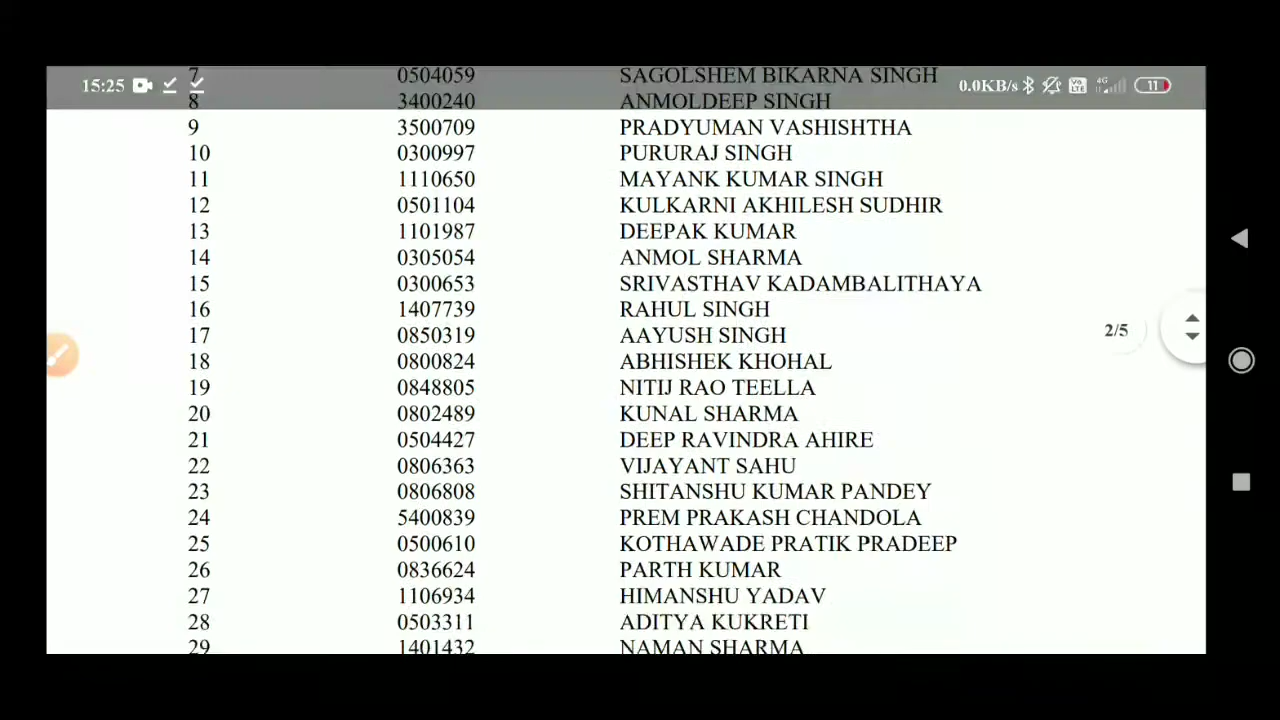 7 0504059 SAGOLSHEM BIKARNA SINGH
15:25 0.0KB/s Vo 4G 11
8 3400240 ANMOLDEEP SINGH
9 3500709 PRADYUMAN VASHISHTHA
10 0300997 PURURAJ SINGH
11 1110650 MAYANK KUMAR SINGH
12 0501104 KULKARNI AKHILESH SUDHIR
13 1101987 DEEPAK KUMAR
14 0305054 ANMOL SHARMA
15 0300653 SRIVASTHAV KADAMBALITHAYA
16 1407739 RAHUL SINGH
2/5
17 0850319 AAYUSH SINGH
18 0800824 ABHISHEK KHOHAL
19 0848805 NITIJ RAO TEELLA
20 0802489 KUNAL SHARMA
21 0504427 DEEP RAVINDRA AHIRE
22 0806363 VIJAYANT SAHU
23 0806808 SHITANSHU KUMAR PANDEY
24 5400839 PREM PRAKASH CHANDOLA
25 0500610 KOTHAWADE PRATIK PRADEEP
26 0836624 PARTH KUMAR
27 1106934 HIMANSHU YADAV
28 0503311 ADITYA KUKRETI
29 1401432 NAMAN SHARMA